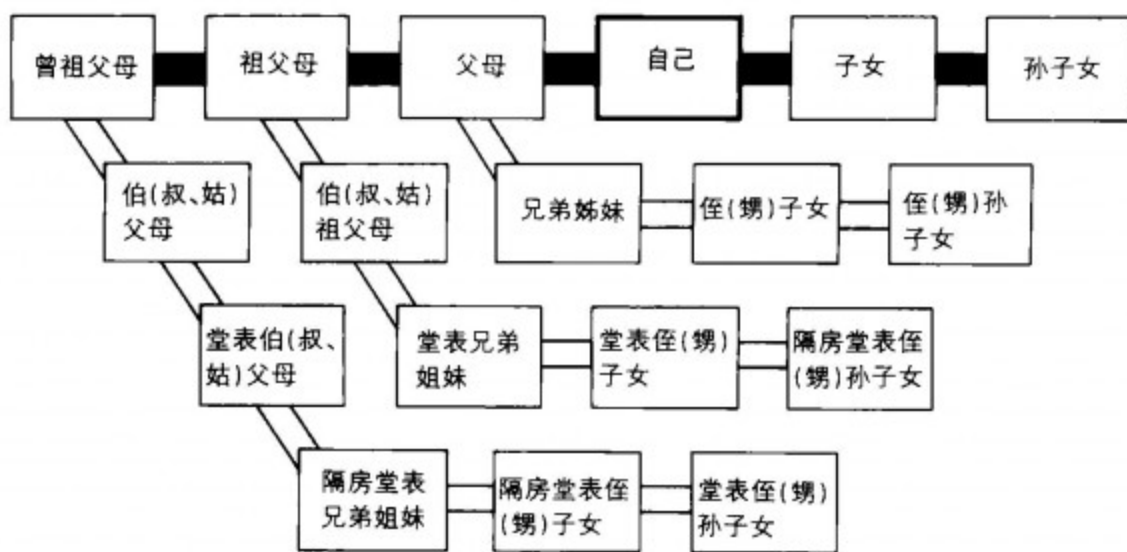 曾祖父母
祖父母
父母
自己
子女
孙子女
伯(叔、姑)
父母
伯(叔、姑)
祖父母
兄弟姊妹
侄(甥)子女
侄(甥)孙
子女
堂表伯(叔、
姑)父母
堂表兄弟
姐妹
堂表侄(甥)
子女
隔房堂表侄
(甥)孙子女
隔房堂表
兄弟姐妹
隔房堂表侄
(甥)子女
堂表侄(甥)
孙子女